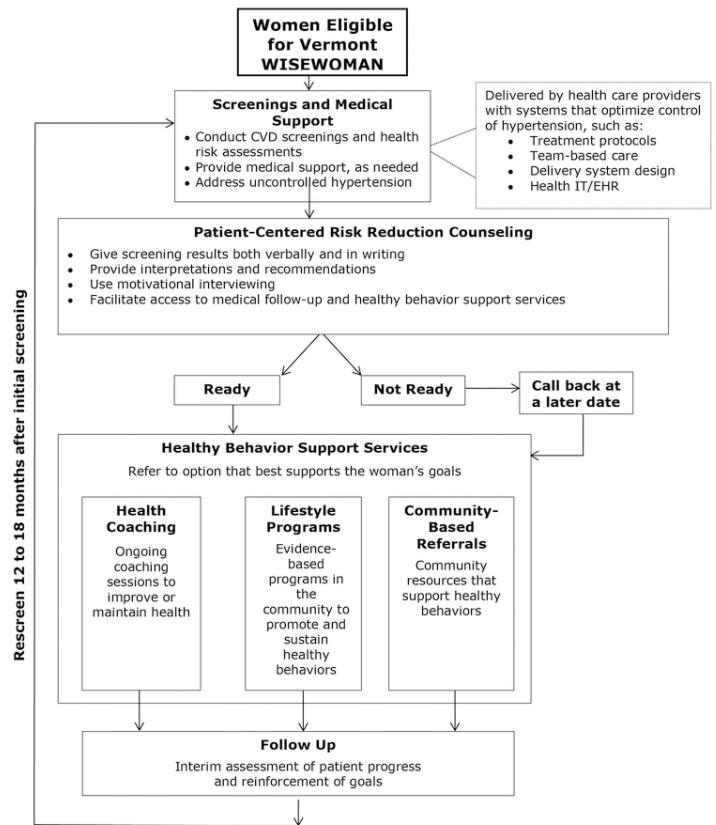 Women Eligible
for Vermont
WISEWOMAN
Screenings and Medical
Support
• Conduct CVD screenings and health
risk assessments
• Provide medical support, as needed
• Address uncontrolled hypertension
Delivered by health care providers
with systems that optimize control
of hypertension, such as:
• Treatment protocols
• Team-based care
• Delivery system design
• Health IT/EHR
Patient-Centered Risk Reduction Counseling
• Give screening results both verbally and in writing
• Provide interpretations and recommendations
• Use motivational interviewing
• Facilitate access to medical follow-up and healthy behavior support services
Ready
Not Ready
Call back at
a later date
Healthy Behavior Support Services
Refer to option that best supports the woman's goals
Health
Coaching
Ongoing
coaching
sessions to
improve or
maintain health
Lifestyle
Programs
Evidence-
based
programs in
the
community to
promote and
sustain
healthy
behaviors
Community-
Based
Referrals
Community
resources that
support healthy
behaviors
Follow Up
Interim assessment of patient progress
and reinforcement of goals
Rescreen 12 to 18 months after initial screening